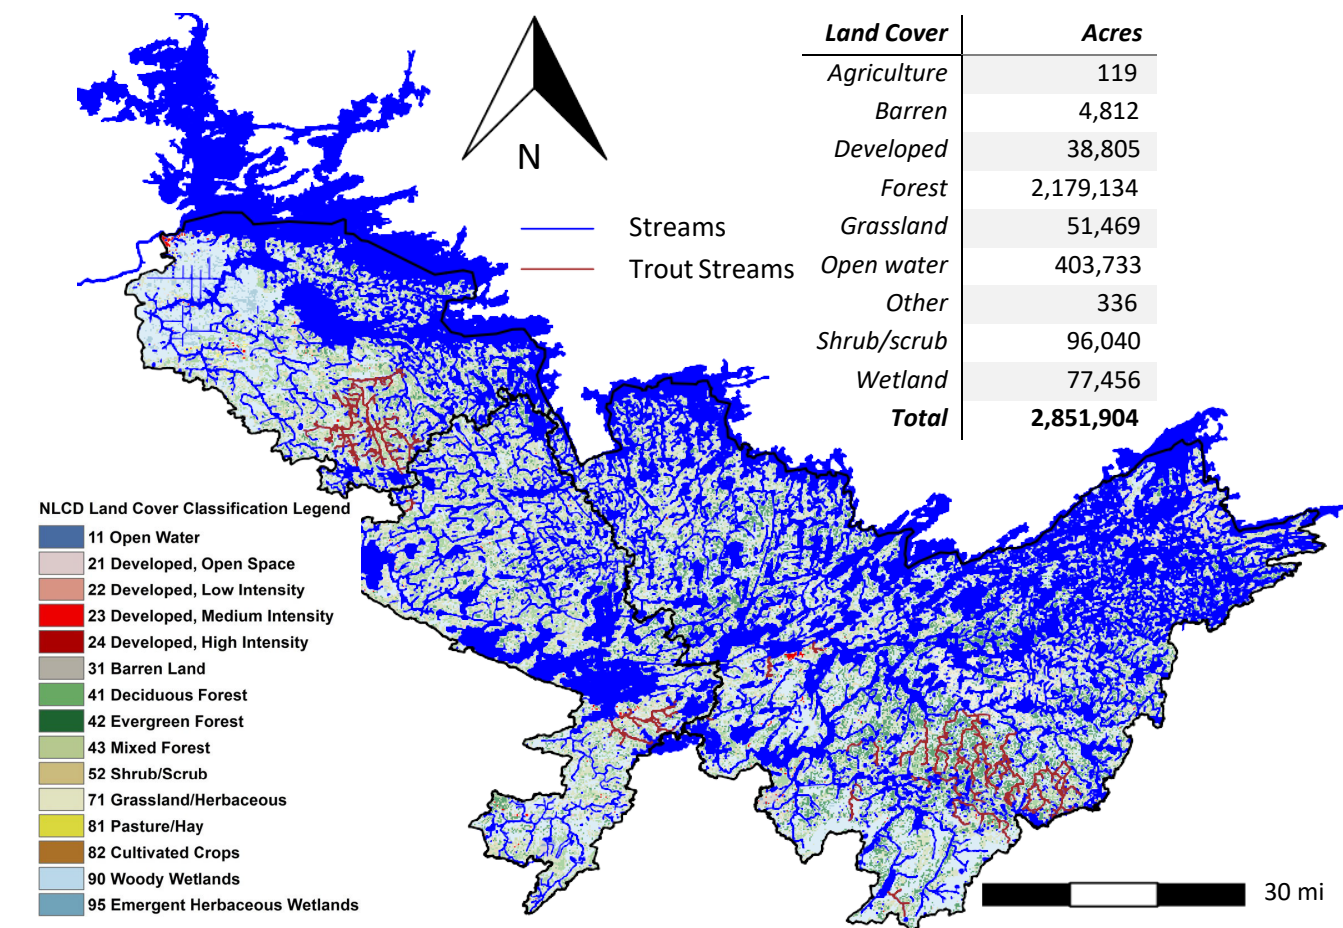 Land Cover Acres
Agriculture 119
Barren 4,812
Developed 38,805
Forest 2,179,134
Grassland 51,469
Open water 403,733
Other 336
Shrub/scrub 96,040
Wetland 77,456
Total 2,851,904
N
Streams
Trout Streams
NLCD Land Cover Classification Legend
11 Open Water
21 Developed, Open Space
22 Developed, Low Intensity
23 Developed, Medium Intensity
24 Developed, High Intensity
31 Barren Land
41 Deciduous Forest
42 Evergreen Forest
43 Mixed Forest
52 Shrub/Scrub
71 Grassland/Herbaceous
81 Pasture/Hay
82 Cultivated Crops
90 Woody Wetlands
95 Emergent Herbaceous Wetlands
30 mi